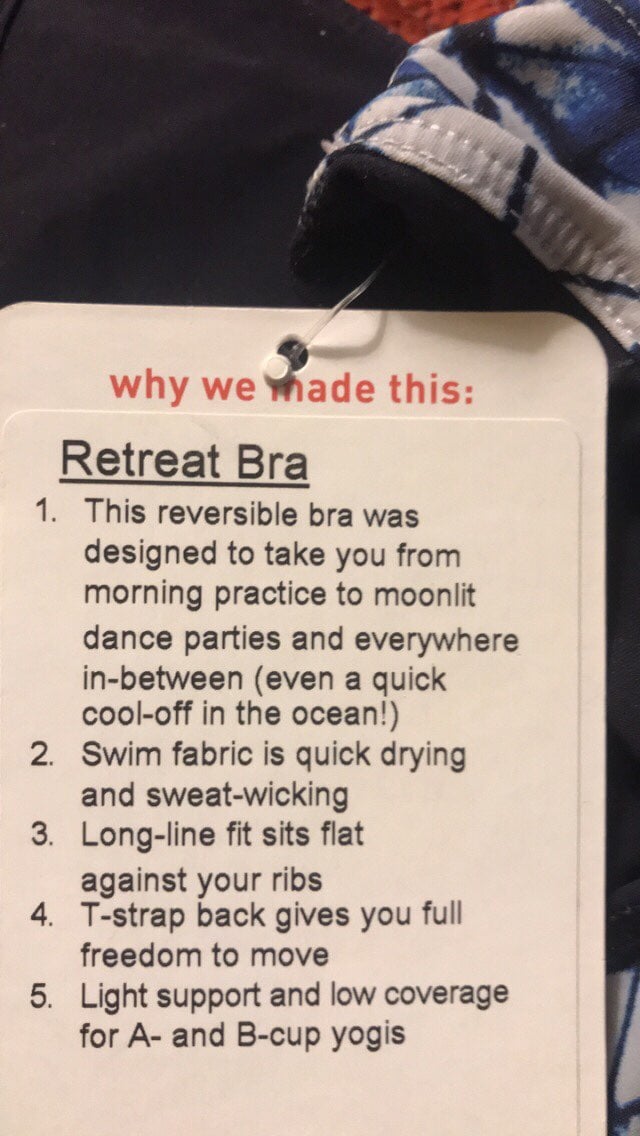 why we made this:
Retreat Bra
1. This reversible bra was
designed to take you from
morning practice to moonlit
dance parties and everywhere
in-between (even a quick
cool-off in the ocean!)
2. Swim fabric is quick drying
and sweat-wicking
3. Long-line fit sits flat
against your ribs
4. T-strap back gives you full
freedom to move
5. Light support and low coverage
for A- and B-cup yogis